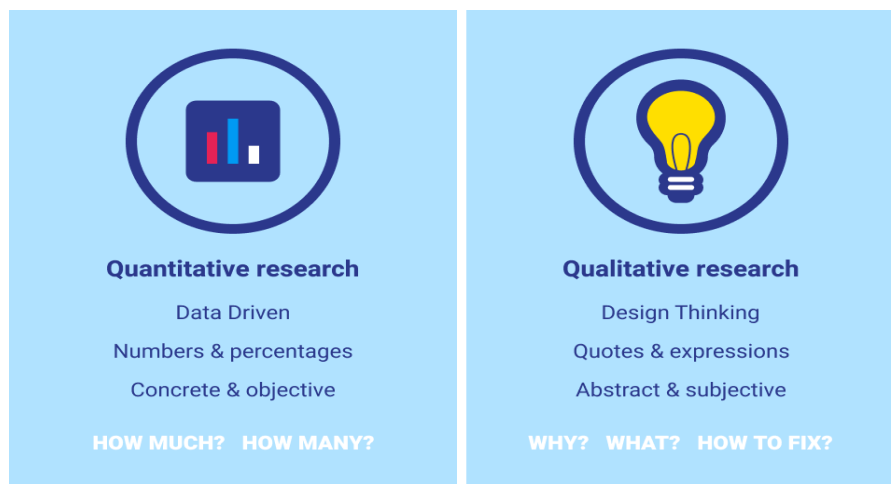 Quantitative research
Data Driven
Numbers & percentages
Concrete & objective
HOW MUCH? HOW MANY?
Qualitative research
Design Thinking
Quotes & expressions
Abstract & subjective
WHY? WHAT? HOW TO FIX?